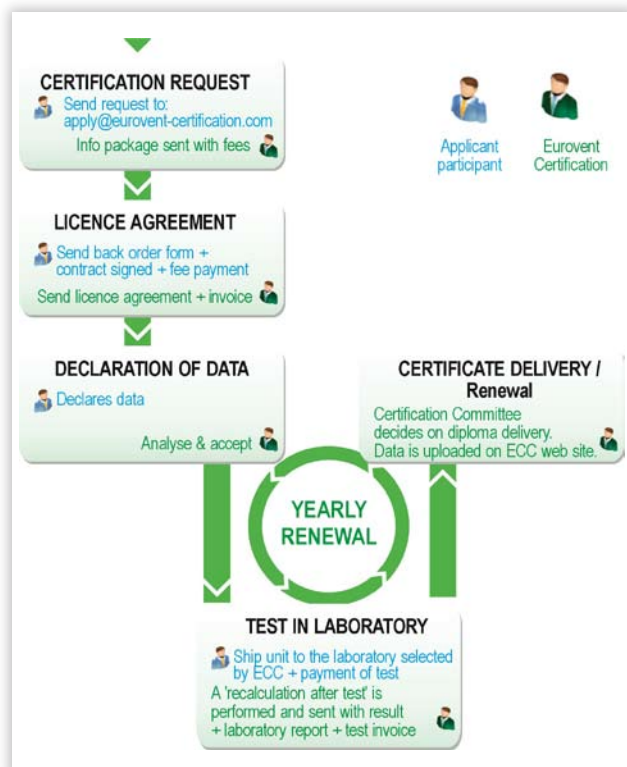 CERTIFICATION REQUEST
Send request to:
apply@eurovent-certification.com
Info package sent with fees
Applicant
participant
Eurovent
Certification
LICENCE AGREEMENT
Send back order form +
contract signed + fee payment
Send licence agreement + invoice
DECLARATION OF DATA
Declares data
Analyse & accept
CERTIFICATE DELIVERY /
Renewal
Certification Committee
decides on diploma delivery.
Data is uploaded on ECC web site.
YEARLY
RENEWAL
TEST IN LABORATORY
Ship unit to the laboratory selected
by ECC + payment of test
A 'recalculation after test' is
performed and sent with result
+ laboratory report + test invoice